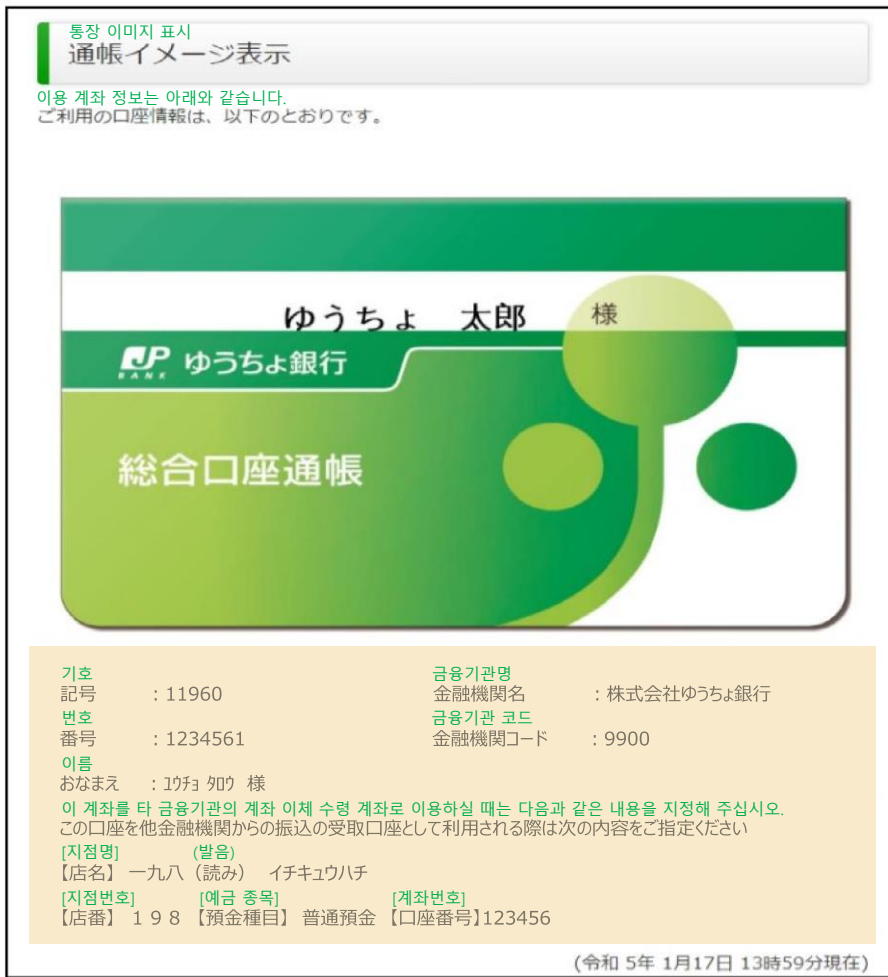 통장 이미지 표시
通帳イメージ表示
이용 계좌 정보는 아래와 같습니다.
ご利用の口座情報は、以下のとおりです。
ゆうちょ 太郎 様
JP BANK ゆうちょ銀行
総合口座通帳
기호 금융기관명
記号 : 11960 金融機関名 : 株式会社ゆうちょ銀行
번호 금융기관 코드
番号 : 1234561 金融機関コード : 9900
이름
おなまえ : ﾕｳﾁｮ ﾀﾛｳ 様
이 계좌를 타 금융기관의 계좌 이체 수령 계좌로 이용하실 때는 다음과 같은 내용을 지정해 주십시오.
この口座を他金融機関からの振込の受取口座として利用される際は次の内容をご指定ください
[지점명] (발음)
【店名】 一九八 （読み） イチキュウハチ
[지점번호] [예금 종목] [계좌번호]
【店番】 １９８ 【預金種目】 普通預金 【口座番号】123456
(令和 5年 1月17日 13時59分現在)